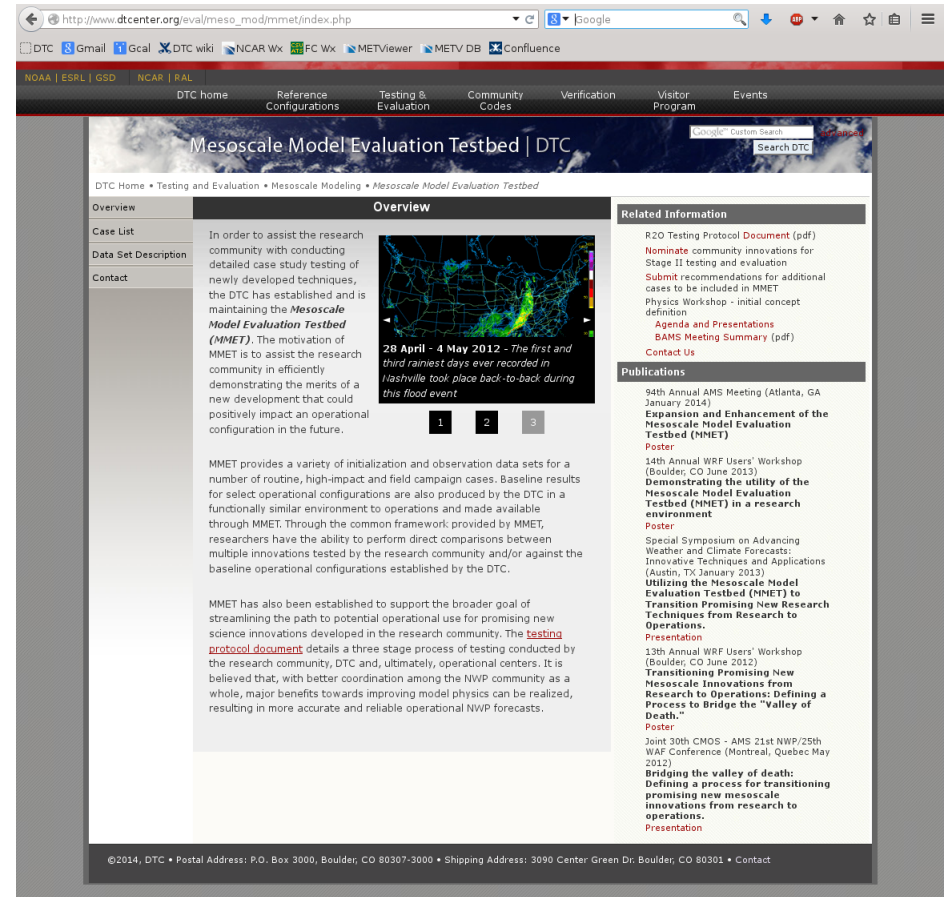 http://www.dtcenter.org/eval/meso_mod/mmet/index.php
Google
DTC Gmail Gcal DTC wiki NCAR Wx FC Wx METViewer METV DB Confluence
NOAA | ESRL | GSD NCAR | RAL
DTC home
Reference
Configurations
Testing &
Evaluation
Community
Codes
Verification
Visitor
Program
Events
Mesoscale Model Evaluation Testbed | DTC
Google™ Custom Search
advanced
Search DTC
DTC Home • Testing and Evaluation • Mesoscale Modeling • Mesoscale Model Evaluation Testbed
Overview
Case List
Data Set Description
Contact
Overview
In order to assist the research
community with conducting
detailed case study testing of
newly developed techniques,
the DTC has established and is
maintaining the Mesoscale
Model Evaluation Testbed
(MMET). The motivation of
MMET is to assist the research
community in efficiently
demonstrating the merits of a
new development that could
positively impact an operational
configuration in the future.
28 April - 4 May 2012 - The first and
third rainiest days ever recorded in
Nashville took place back-to-back during
this flood event
1 2 3
MMET provides a variety of initialization and observation data sets for a
number of routine, high-impact and field campaign cases. Baseline results
for select operational configurations are also produced by the DTC in a
functionally similar environment to operations and made available
through MMET. Through the common framework provided by MMET,
researchers have the ability to perform direct comparisons between
multiple innovations tested by the research community and/or against the
baseline operational configurations established by the DTC.
MMET has also been established to support the broader goal of
streamlining the path to potential operational use for promising new
science innovations developed in the research community. The testing
protocol document details a three stage process of testing conducted by
the research community, DTC and, ultimately, operational centers. It is
believed that, with better coordination among the NWP community as a
whole, major benefits towards improving model physics can be realized,
resulting in more accurate and reliable operational NWP forecasts.
Related Information
R2O Testing Protocol Document (pdf)
Nominate community innovations for
Stage II testing and evaluation
Submit recommendations for additional
cases to be included in MMET
Physics Workshop - initial concept
definition
Agenda and Presentations
BAMS Meeting Summary (pdf)
Contact Us
Publications
94th Annual AMS Meeting (Atlanta, GA
January 2014)
Expansion and Enhancement of the
Mesoscale Model Evaluation
Testbed (MMET)
Poster
14th Annual WRF Users' Workshop
(Boulder, CO June 2013)
Demonstrating the utility of the
Mesoscale Model Evaluation
Testbed (MMET) in a research
environment
Poster
Special Symposium on Advancing
Weather and Climate Forecasts:
Innovative Techniques and Applications
(Austin, TX January 2013)
Utilizing the Mesoscale Model
Evaluation Testbed (MMET) to
Transition Promising New Research
Techniques from Research to
Operations.
Presentation
13th Annual WRF Users' Workshop
(Boulder, CO June 2012)
Transitioning Promising New
Mesoscale Innovations from
Research to Operations: Defining a
Process to Bridge the "Valley of
Death."
Poster
Joint 30th CMOS - AMS 21st NWP/25th
WAF Conference (Montreal, Quebec May
2012)
Bridging the valley of death:
Defining a process for transitioning
promising new mesoscale
innovations from research to
operations.
Presentation
©2014, DTC • Postal Address: P.O. Box 3000, Boulder, CO 80307-3000 • Shipping Address: 3090 Center Green Dr. Boulder, CO 80301 • Contact